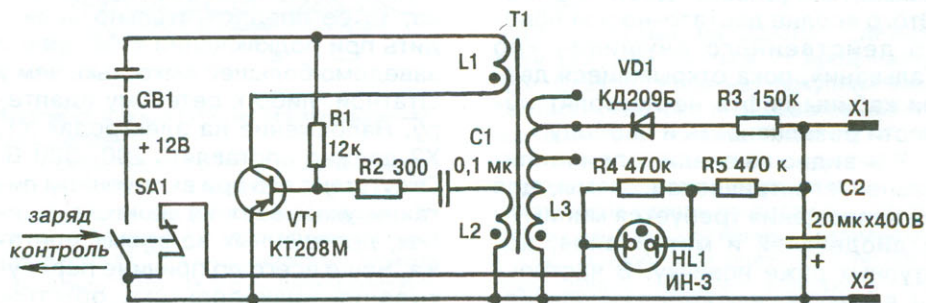 T1
L1
VD1
КД209Б
R3 150к
X1
GB1
+ 12В
R1
12к
C1
0,1 мк
R2 300
R4 470к
R5 470 к
C2
20мк×400В
+
SA1
заряд
контроль
VT1
КТ208М
L2
L3
HL1
ИН-3
X2